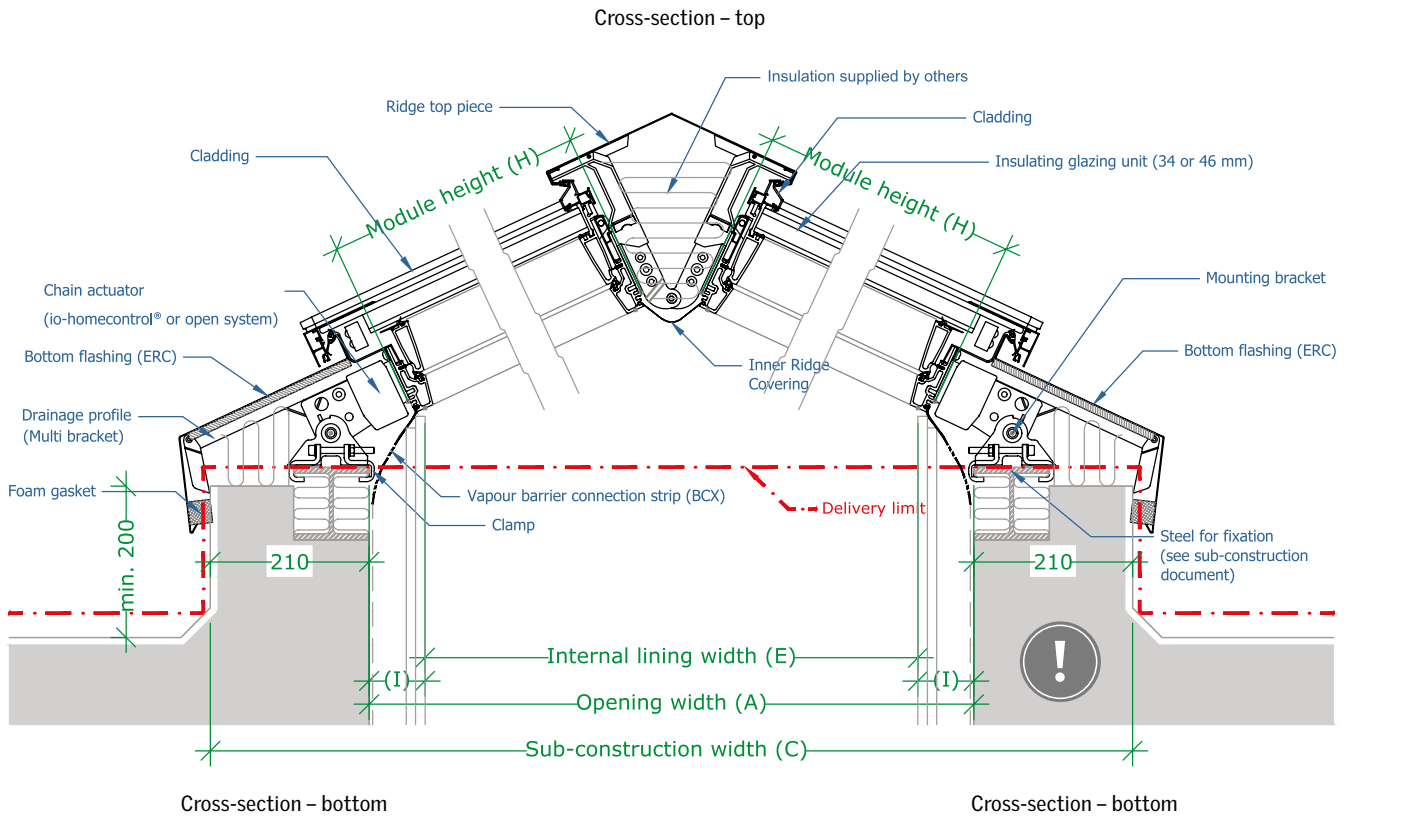 Cross-section – top
Insulation supplied by others
Ridge top piece
Cladding
Cladding
Insulating glazing unit (34 or 46 mm)
Module height (H)
Module height (H)
Chain actuator
(io-homecontrol® or open system)
Mounting bracket
Bottom flashing (ERC)
Inner Ridge
Covering
Bottom flashing (ERC)
Drainage profile
(Multi bracket)
Foam gasket
Vapour barrier connection strip (BCX)
Clamp
Delivery limit
Steel for fixation
(see sub-construction
document)
min. 200
210
210
!
Internal lining width (E)
(I)
(I)
Opening width (A)
Sub-construction width (C)
Cross-section – bottom
Cross-section – bottom